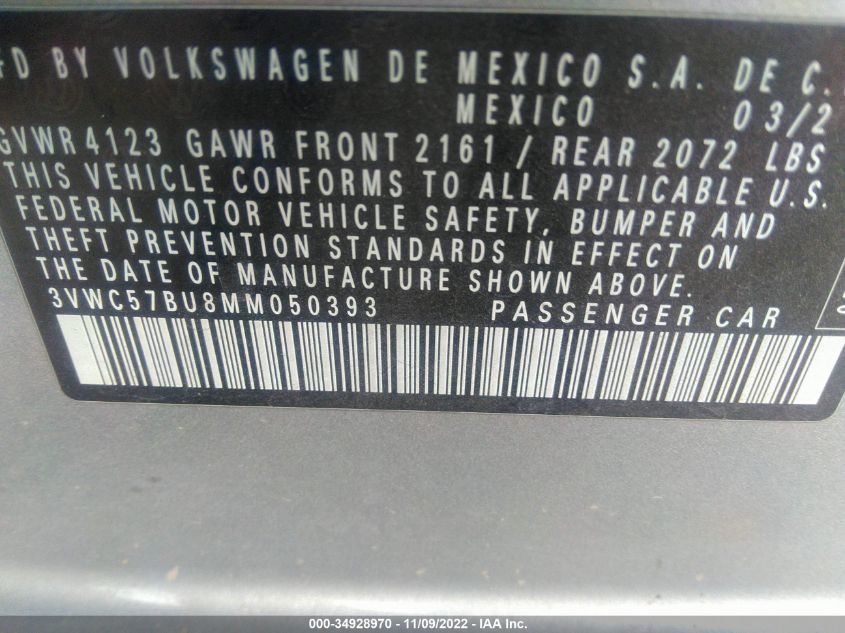 FD BY VOLKSWAGEN DE MEXICO S.A. DE C.
MEXICO 03/2
GVWR 4123 GAWR FRONT 2161 / REAR 2072 LBS
THIS VEHICLE CONFORMS TO ALL APPLICABLE U.S.
FEDERAL MOTOR VEHICLE SAFETY, BUMPER AND
THEFT PREVENTION STANDARDS IN EFFECT ON
THE DATE OF MANUFACTURE SHOWN ABOVE.
3VWC57BU8MM050393 PASSENGER CAR
000-34928970 - 11/09/2022 - IAA Inc.